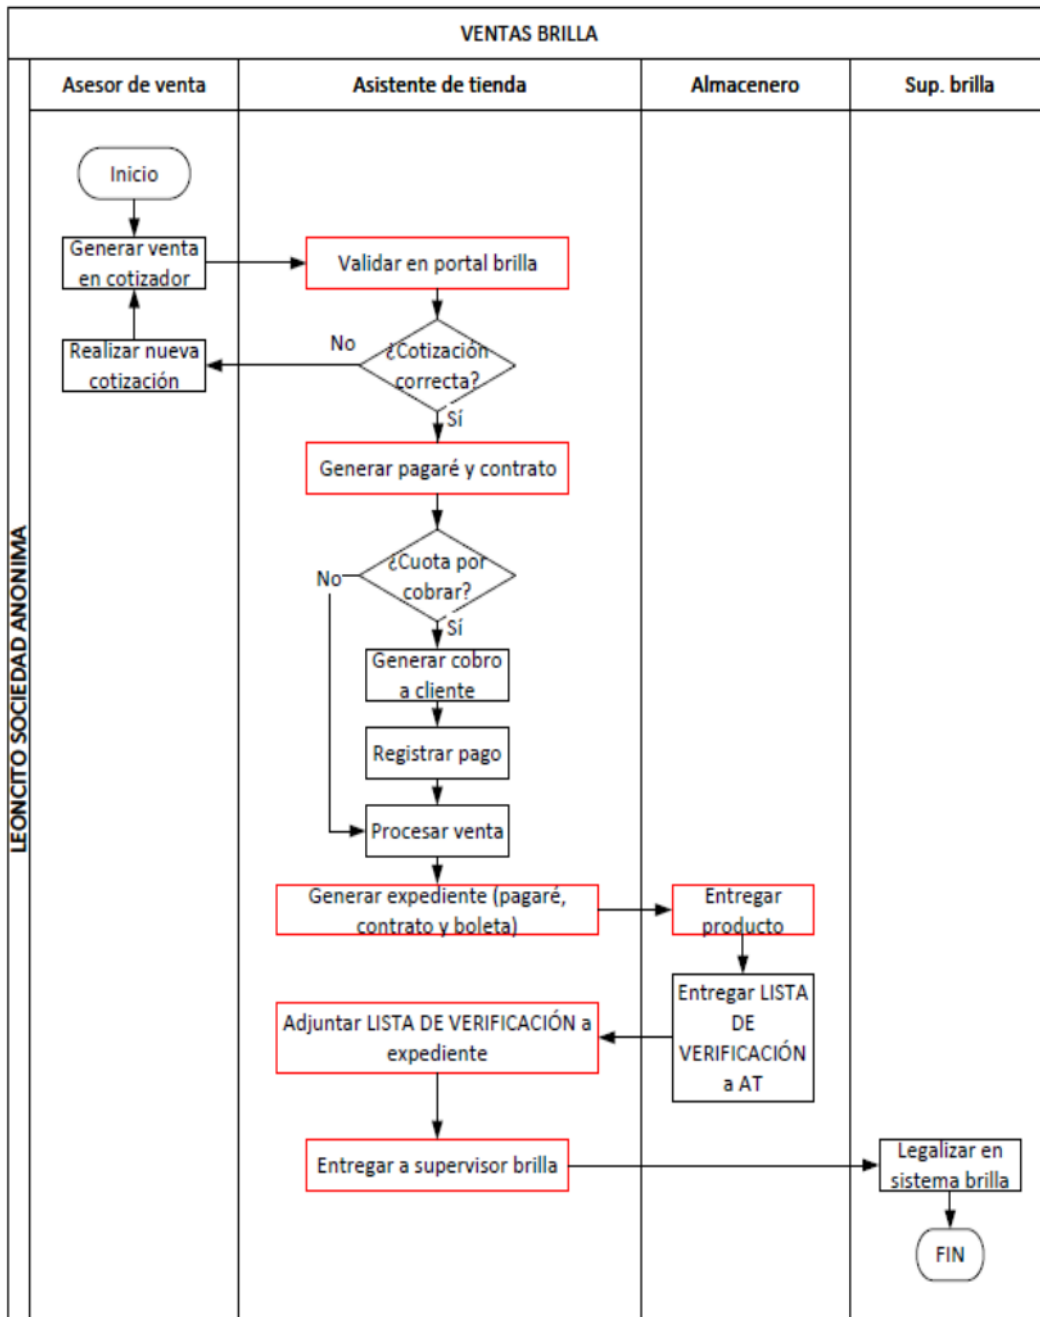 VENTAS BRILLA
LEONCITO SOCIEDAD ANONIMA
Asesor de venta
Asistente de tienda
Almacenero
Sup. brilla
Inicio
Generar venta
en cotizador
Validar en portal brilla
¿Cotización
correcta?
No
Realizar nueva
cotización
Sí
Generar pagaré y contrato
¿Cuota por
cobrar?
No
Sí
Generar cobro
a cliente
Registrar pago
Procesar venta
Generar expediente (pagaré,
contrato y boleta)
Entregar
producto
Entregar LISTA
DE
VERIFICACIÓN
a AT
Adjuntar LISTA DE VERIFICACIÓN a
expediente
Entregar a supervisor brilla
Legalizar en
sistema brilla
FIN